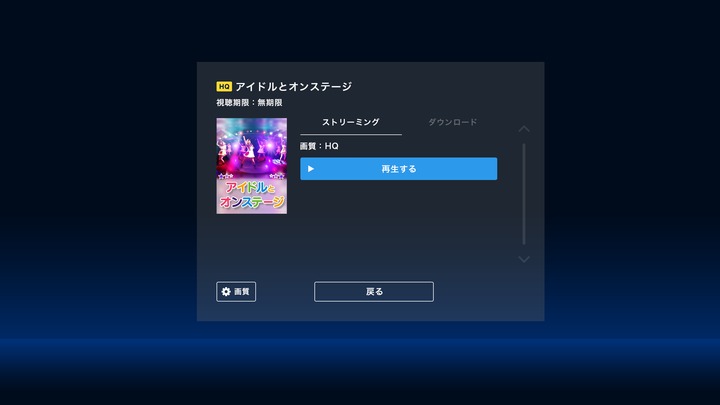 HQ アイドルとオンステージ
視聴期限：無期限
ストリーミング ダウンロード
画質：HQ
再生する
アイドルと
オンステージ
画質 戻る